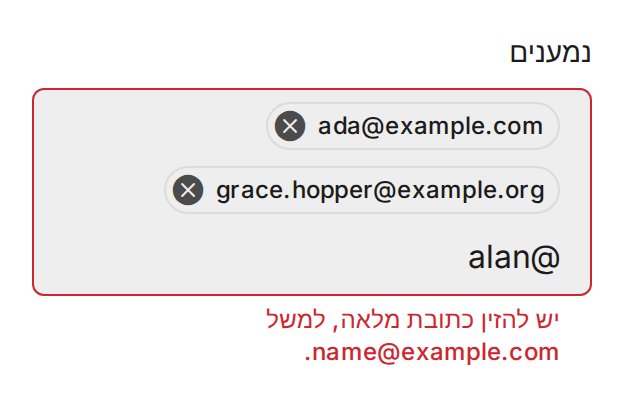 נמענים
ada@example.com
grace.hopper@example.org
alan@
יש להזין כתובת מלאה, למשל
name@example.com.